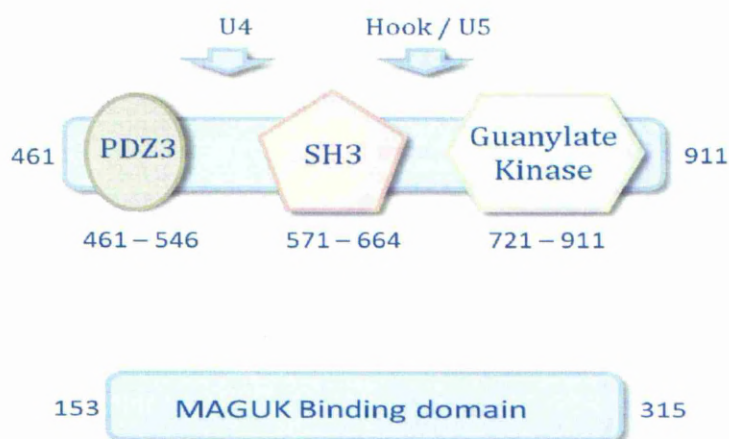 U4 Hook / U5
461 PDZ3 SH3 Guanylate Kinase 911
461 – 546 571 – 664 721 – 911
153 MAGUK Binding domain 315